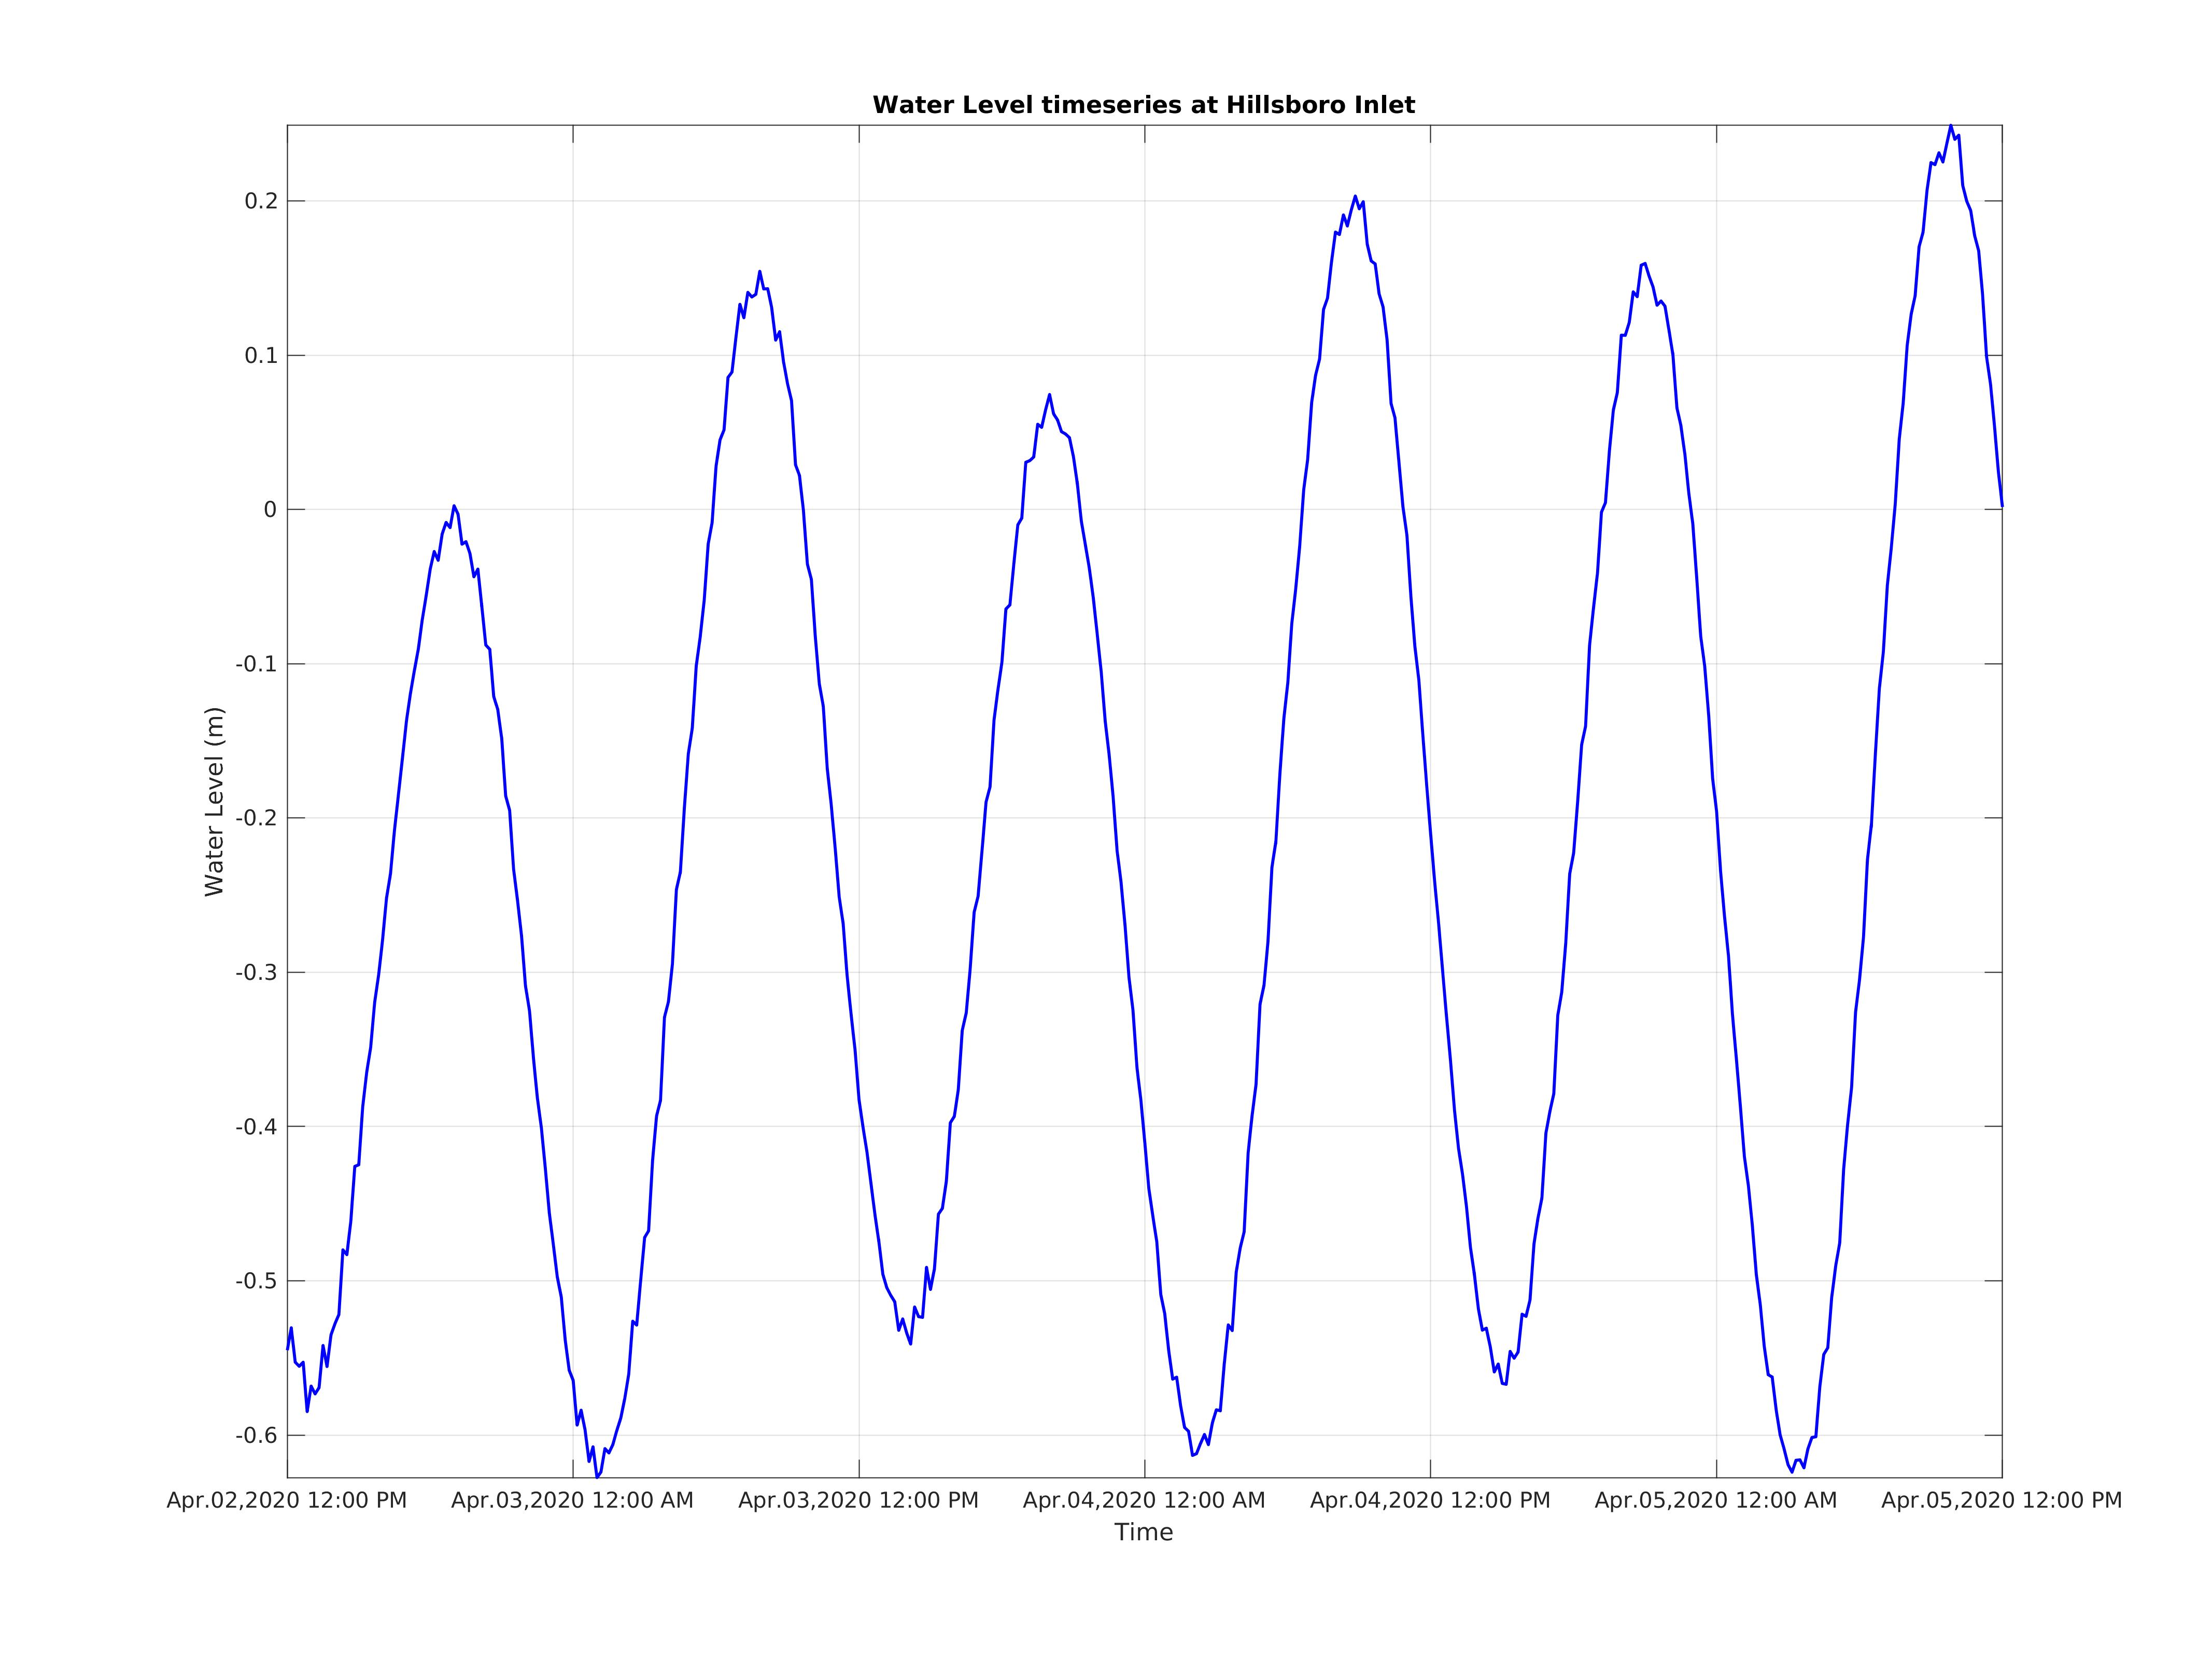 Water Level timeseries at Hillsboro Inlet
0.2
0.1
0
-0.1
-0.2
-0.3
-0.4
-0.5
-0.6
Water Level (m)
Apr.02,2020 12:00 PM Apr.03,2020 12:00 AM Apr.03,2020 12:00 PM Apr.04,2020 12:00 AM Apr.04,2020 12:00 PM Apr.05,2020 12:00 AM Apr.05,2020 12:00 PM
Time